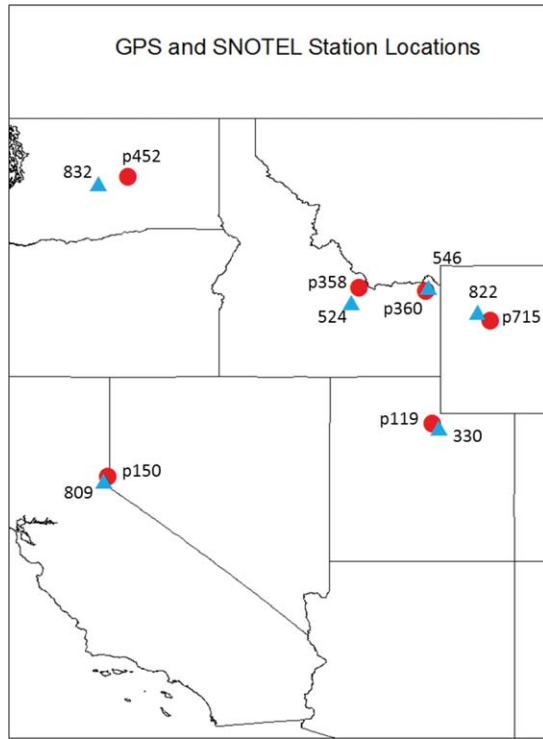 GPS and SNOTEL Station Locations
p452
832
546
p358
822
p360
524
p715
p119
330
p150
809